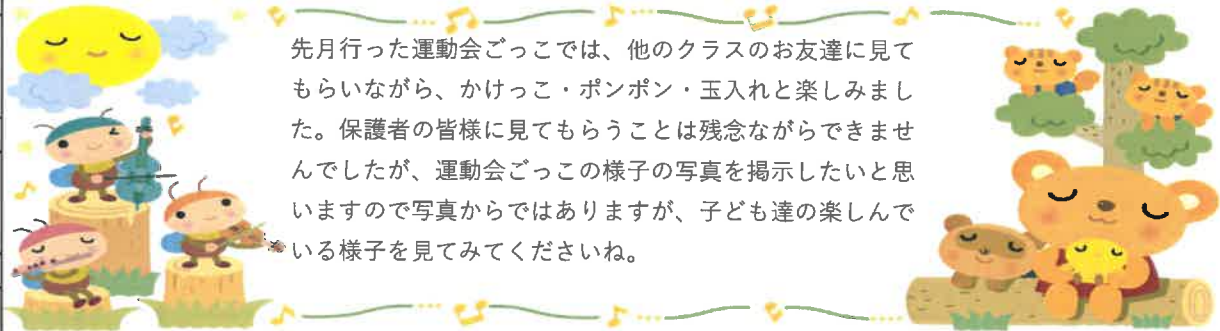 先月行った運動会ごっこでは、他のクラスのお友達に見て
もらいながら、かけっこ・ポンポン・玉入れと楽しみまし
た。保護者の皆様に見てもらうことは残念ながらできませ
んでしたが、運動会ごっこの様子の写真を掲示したいと思
いますので写真からではありますが、子ども達の楽しんで
いる様子を見てみてくださいね。